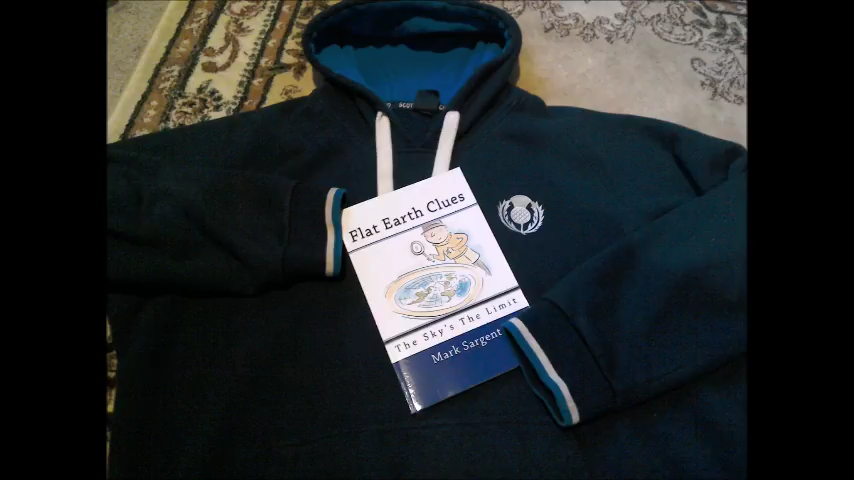 Flat Earth Clues
The Sky's The Limit
Mark Sargent